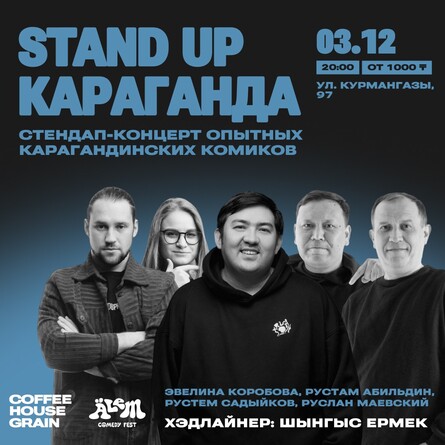 STAND UP
КАРАГАНДА
СТЕНДАП-КОНЦЕРТ ОПЫТНЫХ
КАРАГАНДИНСКИХ КОМИКОВ
03.12
20:00 ОТ 1000 ₸
УЛ. КУРМАНГАЗЫ,
97
COFFEE
HOUSE
GRAIN
ÄLEM
COMEDY FEST
ЭВЕЛИНА КОРОБОВА, РУСТАМ АБИЛЬДИН,
РУСТЕМ САДЫЙКОВ, РУСЛАН МАЕВСКИЙ
ХЭДЛАЙНЕР: ШЫНГЫС ЕРМЕК